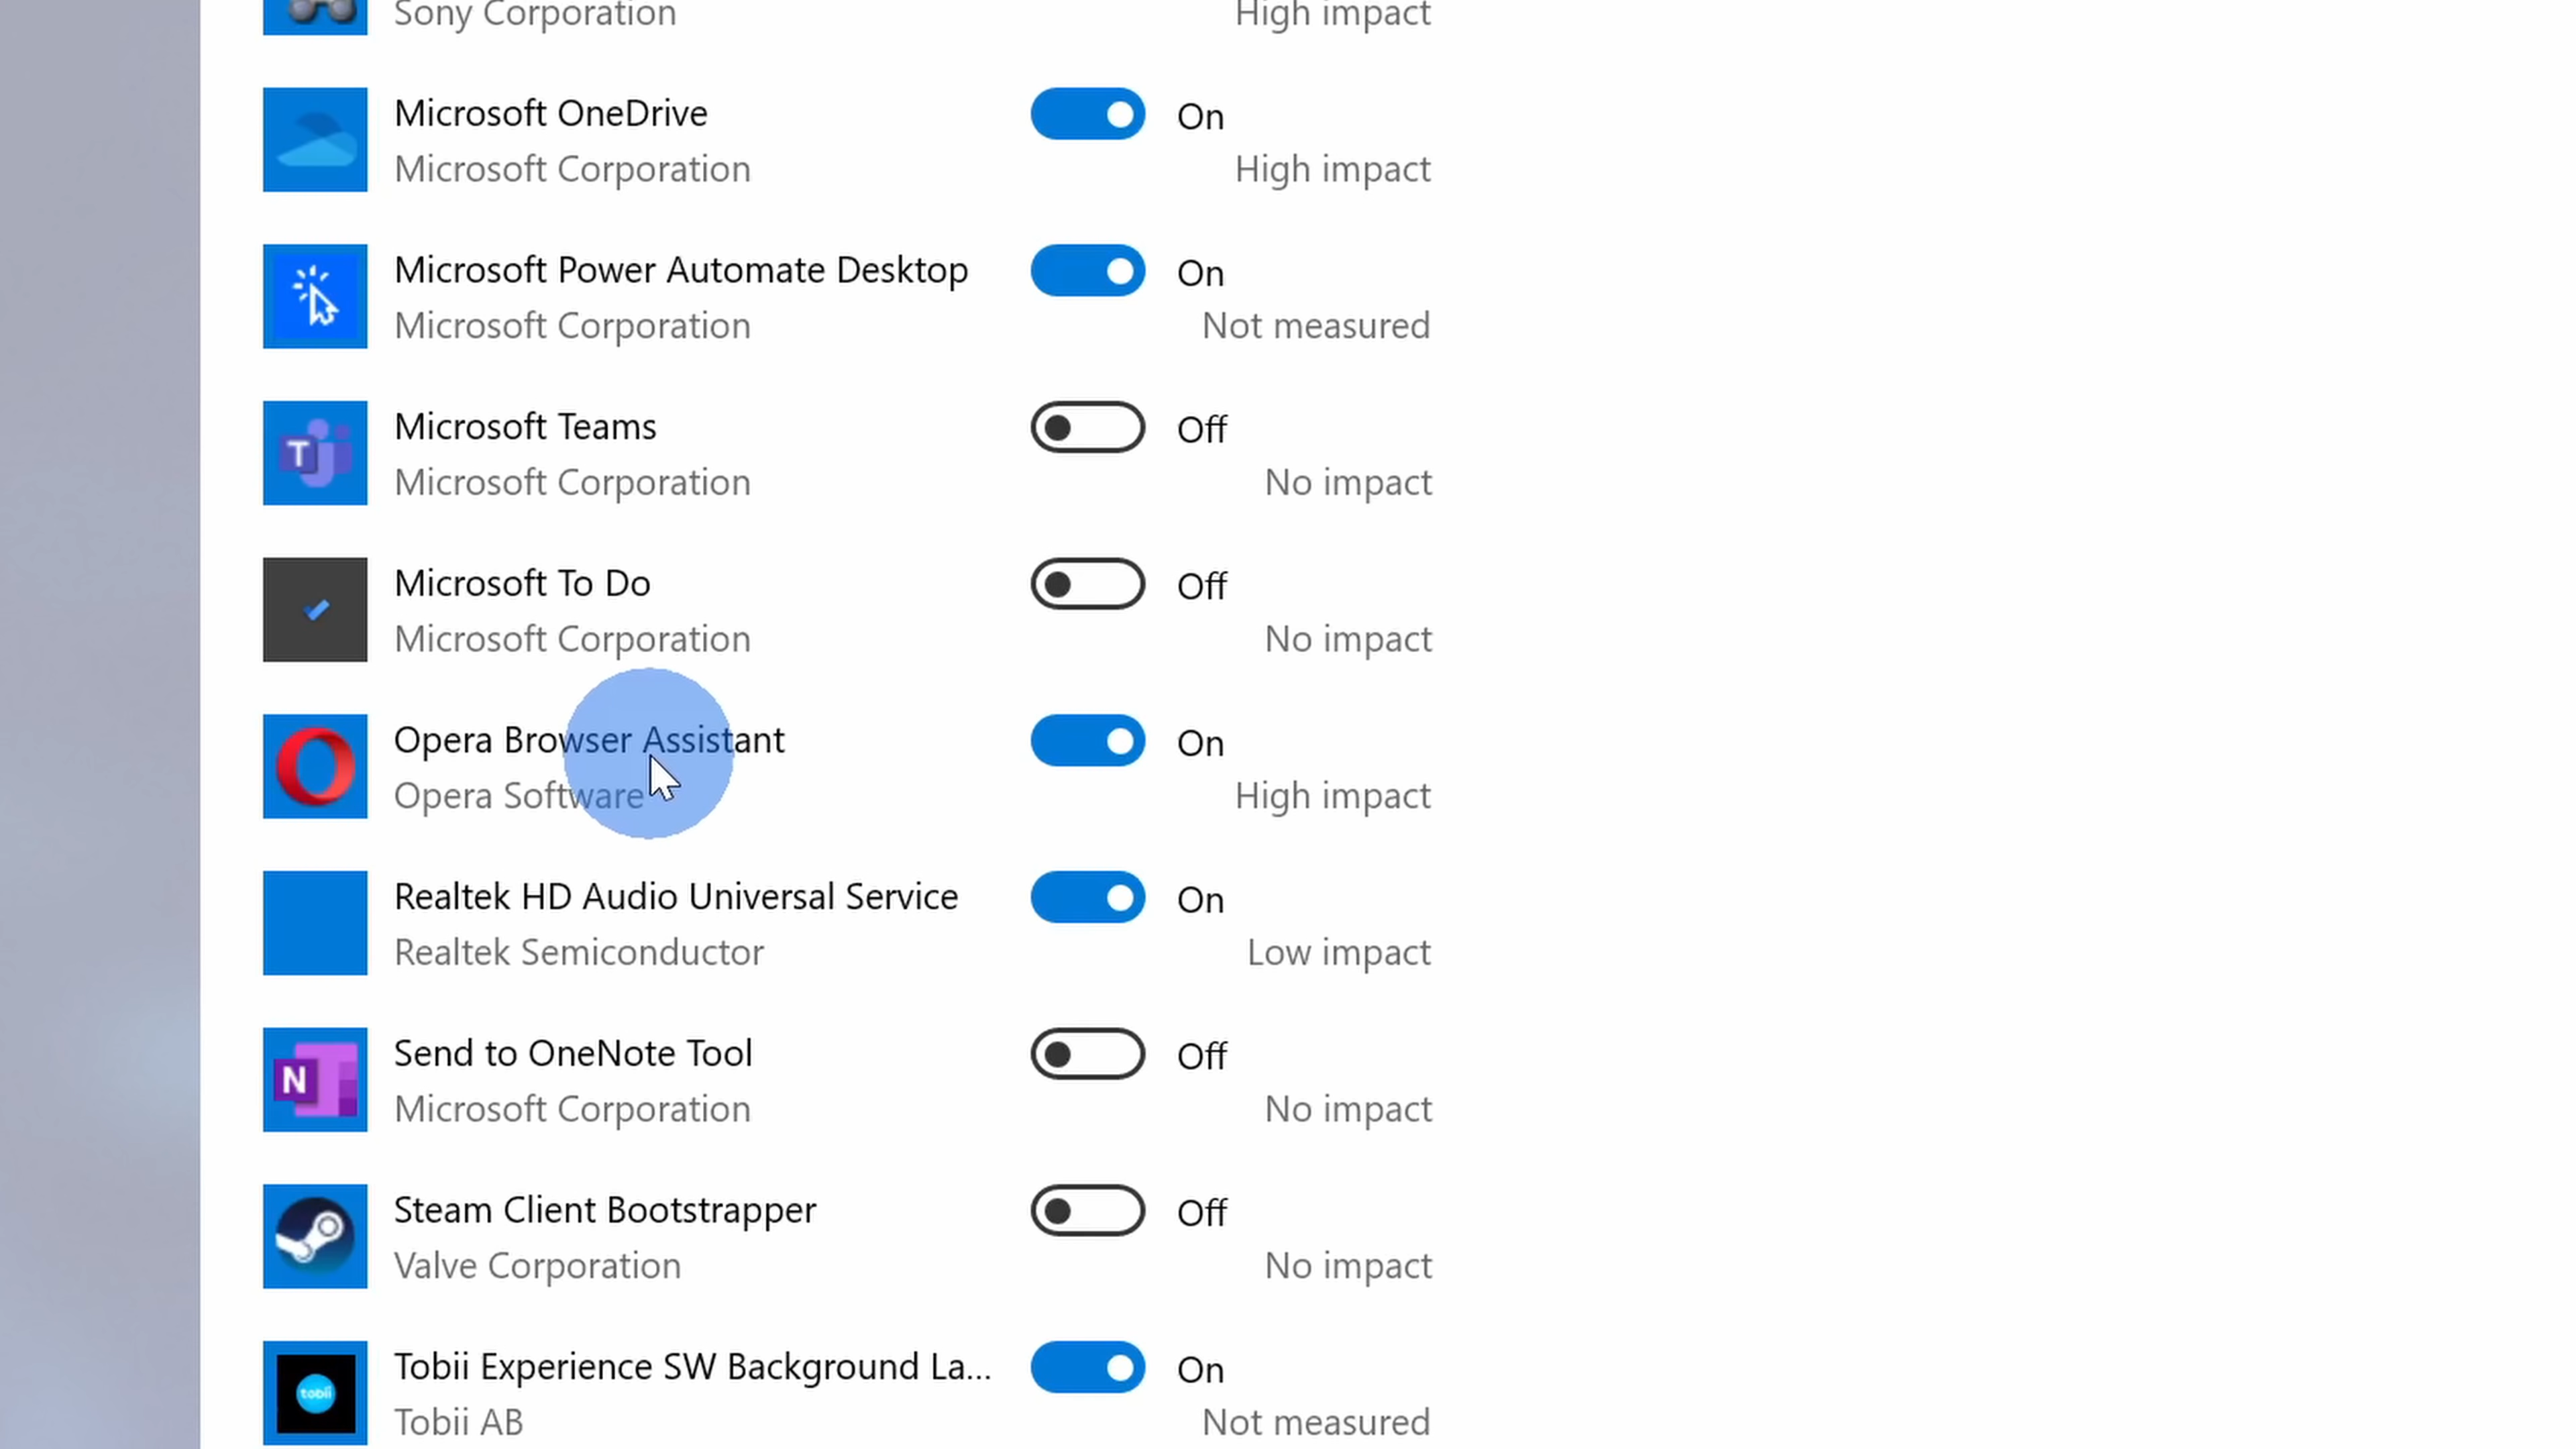 Sony Corporation
High impact
Microsoft OneDrive
On
Microsoft Corporation
High impact
Microsoft Power Automate Desktop
On
Microsoft Corporation
Not measured
T
Microsoft Teams
Off
Microsoft Corporation
No impact
Microsoft To Do
Off
Microsoft Corporation
No impact
Opera Browser Assistant
On
Opera Software
High impact
Realtek HD Audio Universal Service
On
Realtek Semiconductor
Low impact
N
Send to OneNote Tool
Off
Microsoft Corporation
No impact
Steam Client Bootstrapper
Off
Valve Corporation
No impact
tobii
Tobii Experience SW Background La...
On
Tobii AB
Not measured